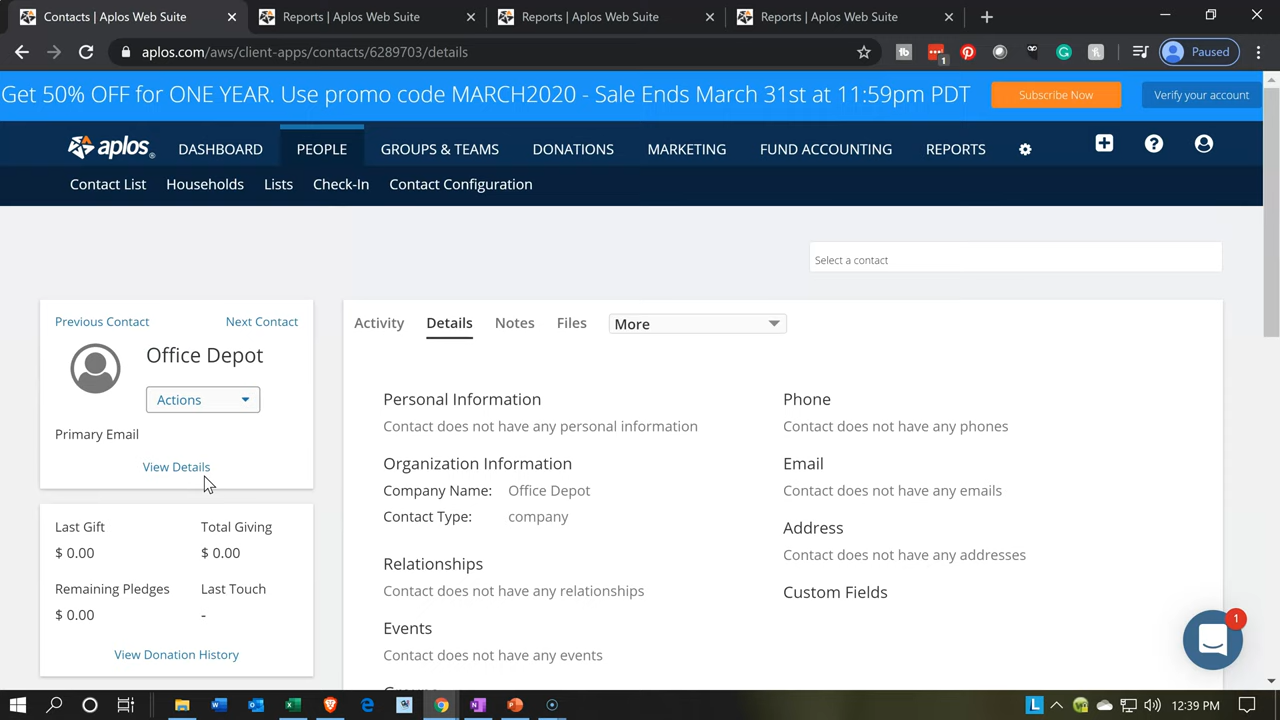 Contacts | Aplos Web Suite
Reports | Aplos Web Suite
Reports | Aplos Web Suite
Reports | Aplos Web Suite
aplos.com/aws/client-apps/contacts/6289703/details
Paused
Get 50% OFF for ONE YEAR. Use promo code MARCH2020 - Sale Ends March 31st at 11:59pm PDT
Subscribe Now
Verify your account
aplos
DASHBOARD
PEOPLE
GROUPS & TEAMS
DONATIONS
MARKETING
FUND ACCOUNTING
REPORTS
Contact List
Households
Lists
Check-In
Contact Configuration
Select a contact
Previous Contact
Next Contact
Office Depot
Actions
Primary Email
View Details
Last Gift
Total Giving
$ 0.00
$ 0.00
Remaining Pledges
Last Touch
$ 0.00
-
View Donation History
Activity
Details
Notes
Files
More
Personal Information
Contact does not have any personal information
Organization Information
Company Name: Office Depot
Contact Type: company
Relationships
Contact does not have any relationships
Events
Contact does not have any events
Phone
Contact does not have any phones
Email
Contact does not have any emails
Address
Contact does not have any addresses
Custom Fields
1
12:39 PM